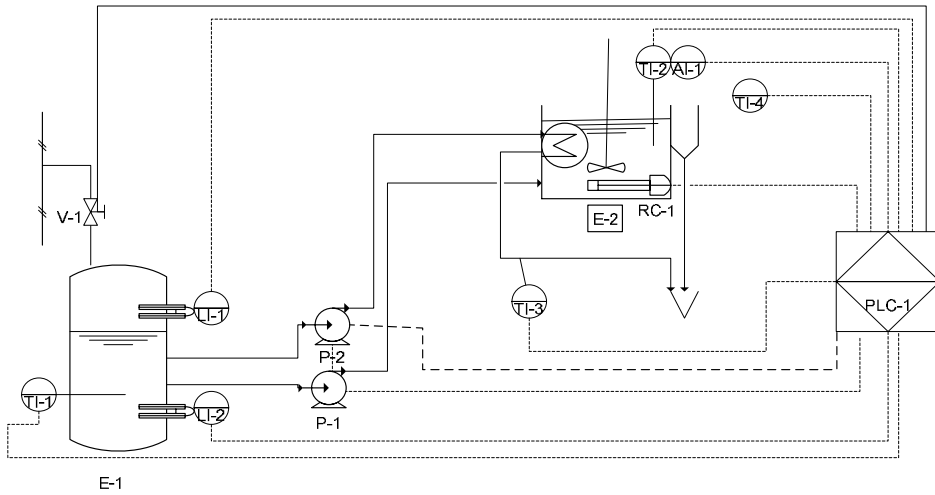 TI-2
AI-1
TI-4
V-1
RC-1
E-2
TI-3
PLC-1
LI-1
P-2
TI-1
LI-2
P-1
E-1